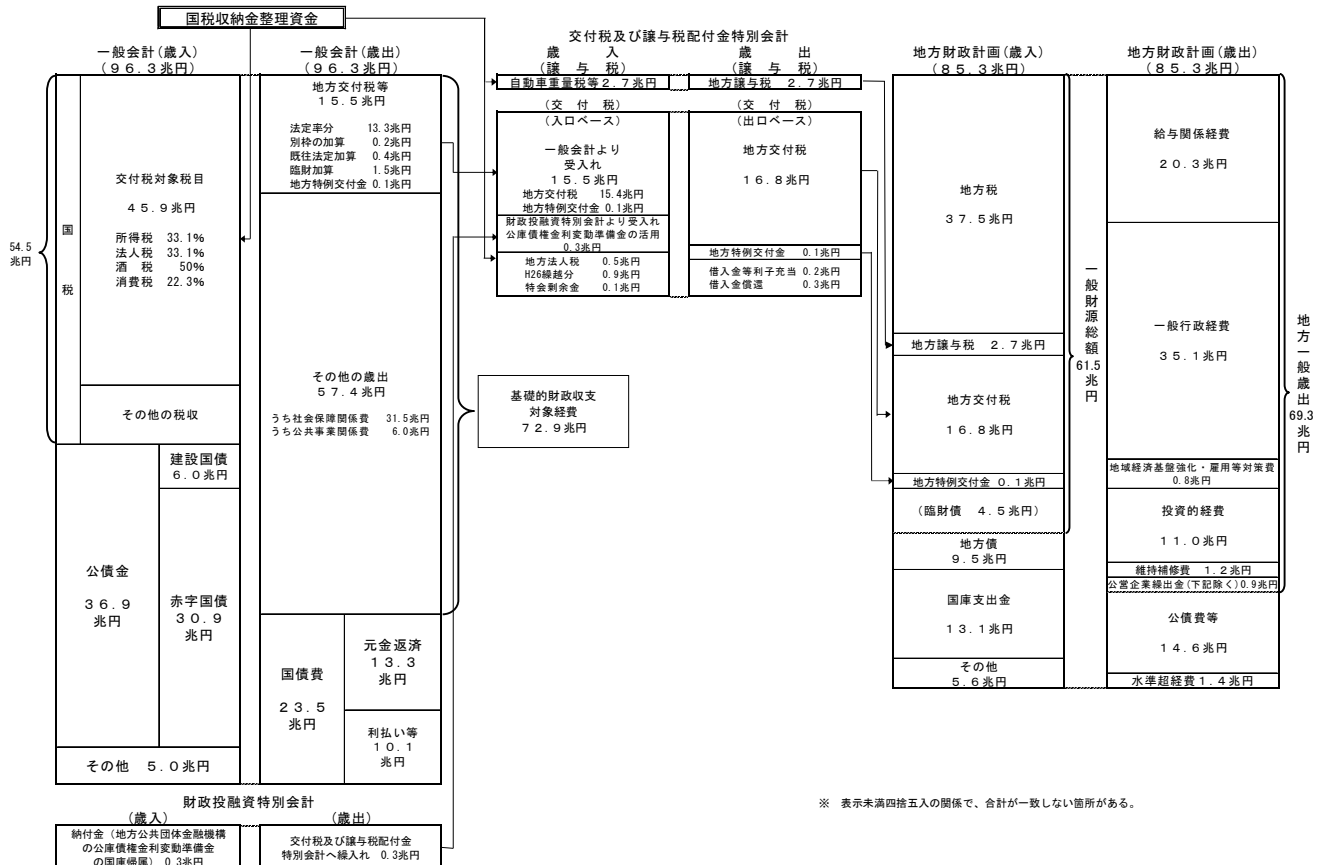 国税収納金整理資金
一般会計(歳入)
(９６.３兆円)
54.5
兆円
国
税
交付税対象税目
４５.９兆円
所得税 33.1%
法人税 33.1%
酒 税 50%
消費税 22.3%
その他の税収
公債金
３６.９
兆円
建設国債
６.０兆円
赤字国債
３０.９
兆円
その他 ５.０兆円
一般会計(歳出)
(９６.３兆円)
地方交付税等
１５.５兆円
法定率分 13.3兆円
別枠の加算 0.2兆円
既往法定加算 0.4兆円
臨財加算 1.5兆円
地方特例交付金 0.1兆円
その他の歳出
５７.４兆円
うち社会保障関係費 31.5兆円
うち公共事業関係費 6.0兆円
国債費
２３.５
兆円
元金返済
１３.３
兆円
利払い等
１０.１
兆円
基礎的財政収支
対象経費
７２.９兆円
財政投融資特別会計
(歳入)
納付金（地方公共団体金融機構
の公庫債権金利変動準備金
の国庫帰属） 0.3兆円
(歳出)
交付税及び譲与税配付金
特別会計へ繰入れ 0.3兆円
交付税及び譲与税配付金特別会計
歳 入
(譲 与 税)
自動車重量税等２.７兆円
(交 付 税)
(入口ベース)
一般会計より
受入れ
１５.５兆円
地方交付税 15.4兆円
地方特例交付金 0.1兆円
財政投融資特別会計より受入れ
公庫債権金利変動準備金の活用
0.3兆円
地方法人税 0.5兆円
H26繰越分 0.9兆円
特会剰余金 0.1兆円
歳 出
(譲 与 税)
地方譲与税 ２.７兆円
(交 付 税)
(出口ベース)
地方交付税
１６.８兆円
地方特例交付金 0.1兆円
借入金等利子充当 0.2兆円
借入金償還 0.3兆円
地方財政計画(歳入)
(８５.３兆円)
地方税
３７.５兆円
地方譲与税 ２.７兆円
地方交付税
１６.８兆円
地方特例交付金 ０.１兆円
(臨財債 ４.５兆円)
地方債
９.５兆円
国庫支出金
１３.１兆円
その他
５.６兆円
一般財源総額
61.5
兆円
地方財政計画(歳出)
(８５.３兆円)
給与関係経費
２０.３兆円
一般行政経費
３５.１兆円
地域経済基盤強化・雇用等対策費
0.8兆円
投資的経費
１１.０兆円
維持補修費 １.２兆円
公営企業繰出金(下記除く)0.9兆円
公債費等
１４.６兆円
水準超経費１.４兆円
地方一般歳出
69.3
兆円
※ 表示未満四捨五入の関係で、合計が一致しない箇所がある。